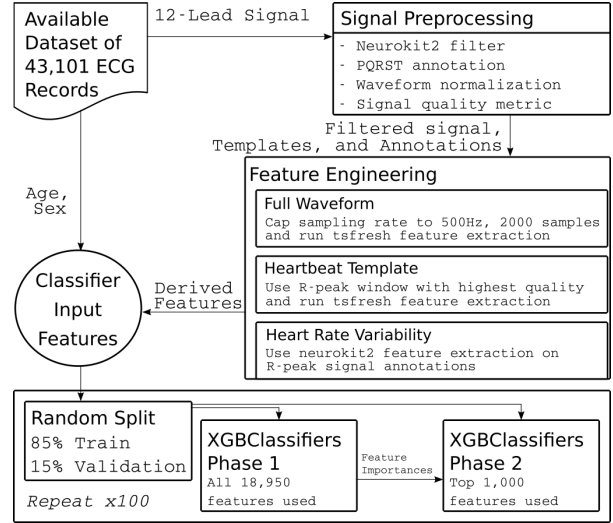 Available
Dataset of
43,101 ECG
Records
12-Lead Signal
Signal Preprocessing
- Neurokit2 filter
- PQRST annotation
- Waveform normalization
- Signal quality metric
Filtered signal,
Templates, and Annotations
Feature Engineering
Full Waveform
Cap sampling rate to 500Hz, 2000 samples
and run tsfresh feature extraction
Heartbeat Template
Use R-peak window with highest quality
and run tsfresh feature extraction
Heart Rate Variability
Use neurokit2 feature extraction on
R-peak signal annotations
Age,
Sex
Derived
Features
Classifier
Input
Features
Random Split
85% Train
15% Validation
Repeat x100
XGBClassifiers
Phase 1
All 18,950
features used
Feature
Importances
XGBClassifiers
Phase 2
Top 1,000
features used